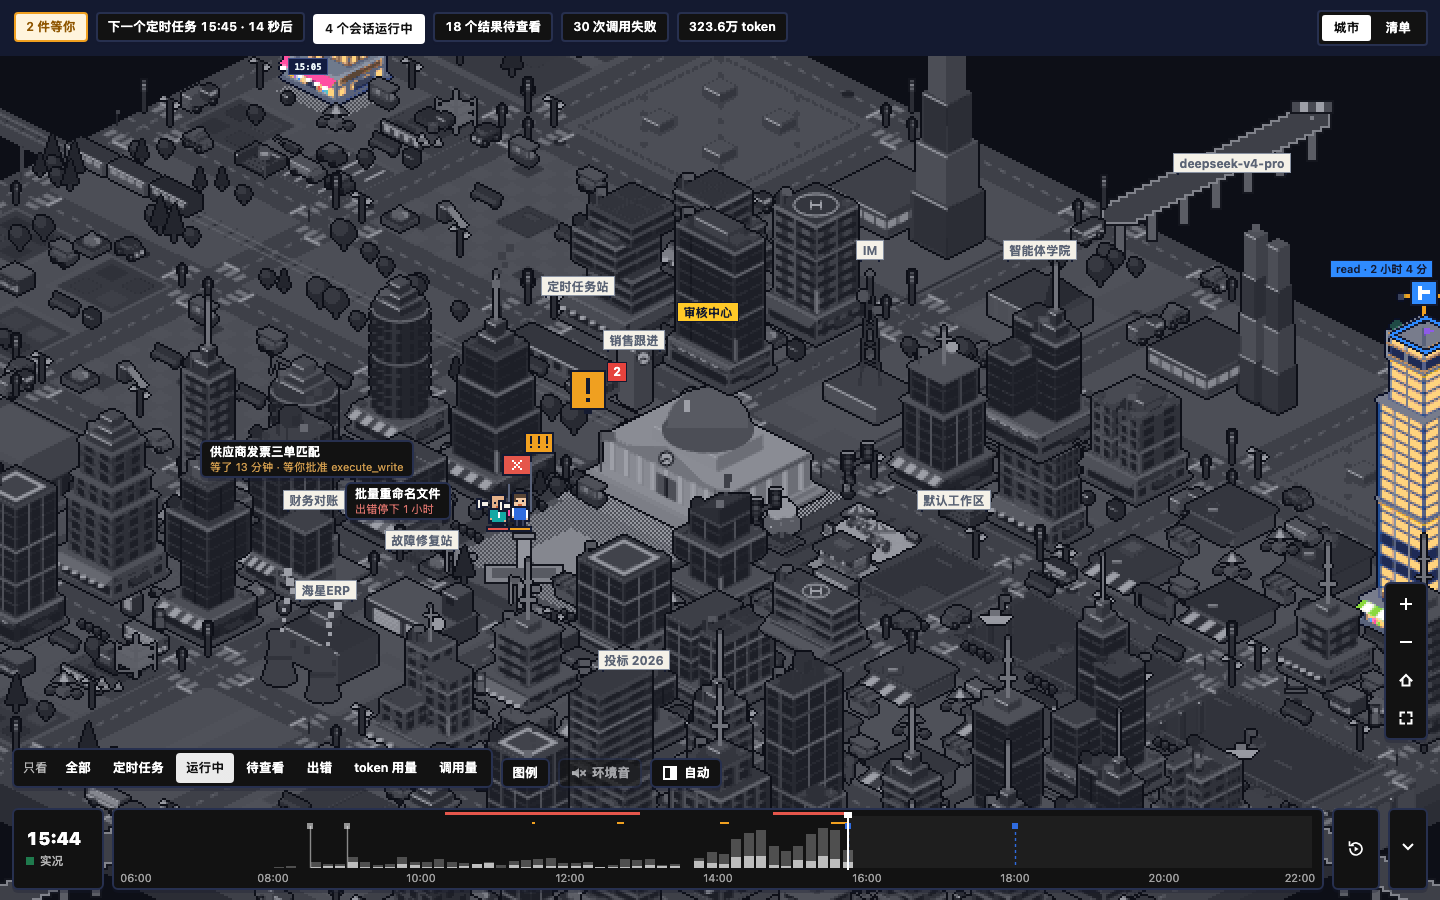 2 件等你
下一个定时任务 15:45 · 14 秒后
4 个会话运行中
18 个结果待查看
30 次调用失败
323.6万 token
城市
清单
15:05
deepseek-v4-pro
IM
智能体学院
read · 2 小时 4 分
定时任务站
审核中心
销售跟进
2
!
!!!
供应商发票三单匹配
等了 13 分钟 · 等你批准 execute_write
财务对账
批量重命名文件
出错停下 1 小时
默认工作区
故障修复站
海星ERP
投标 2026
H
H
只看
全部
定时任务
运行中
待查看
出错
token 用量
调用量
图例
环境音
自动
15:44
实况
06:00
08:00
10:00
12:00
14:00
16:00
18:00
20:00
22:00